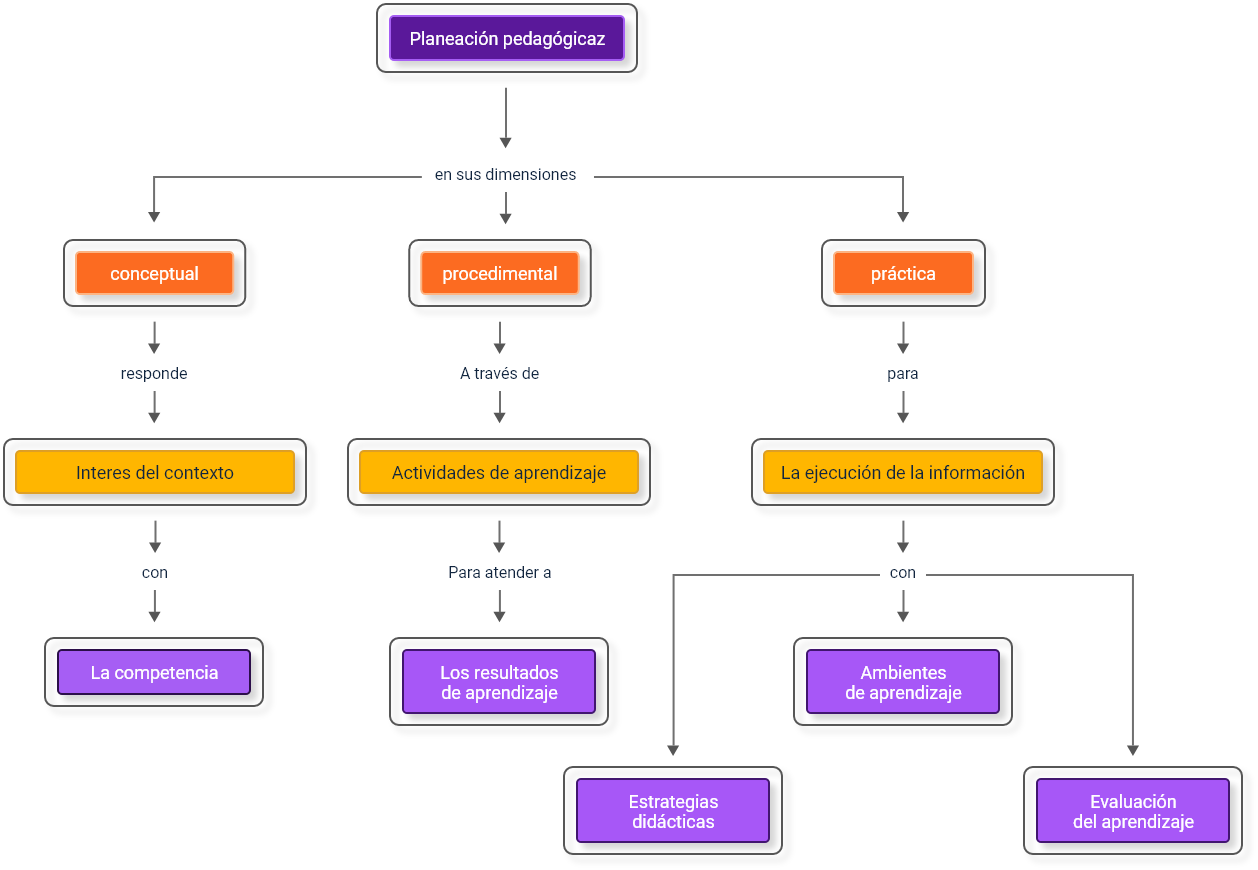 Planeación pedagógicaz
en sus dimensiones
conceptual
procedimental
práctica
responde
A través de
para
Interes del contexto
Actividades de aprendizaje
La ejecución de la información
con
Para atender a
con
La competencia
Los resultados
de aprendizaje
Ambientes
de aprendizaje
Estrategias
didácticas
Evaluación
del aprendizaje